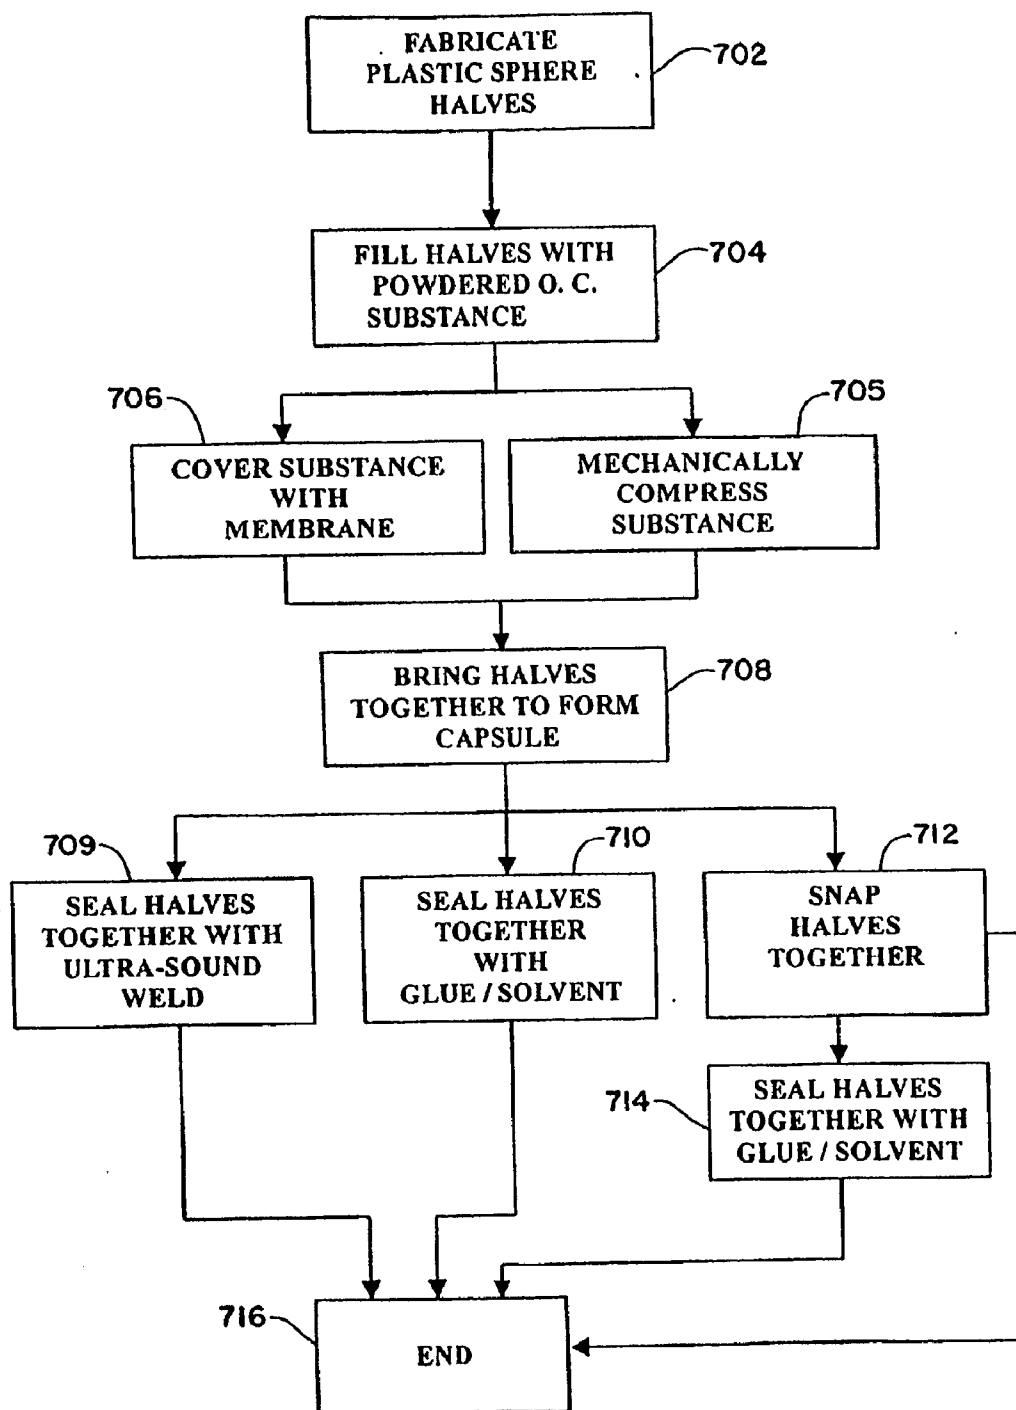 FABRICATE
PLASTIC SPHERE
HALVES
702
FILL HALVES WITH
POWDERED O. C.
SUBSTANCE
704
706
705
COVER SUBSTANCE
WITH
MEMBRANE
MECHANICALLY
COMPRESS
SUBSTANCE
BRING HALVES
TOGETHER TO FORM
CAPSULE
708
709
710
712
SEAL HALVES
TOGETHER WITH
ULTRA-SOUND
WELD
SEAL HALVES
TOGETHER
WITH
GLUE / SOLVENT
SNAP
HALVES
TOGETHER
714
SEAL HALVES
TOGETHER WITH
GLUE / SOLVENT
716
END